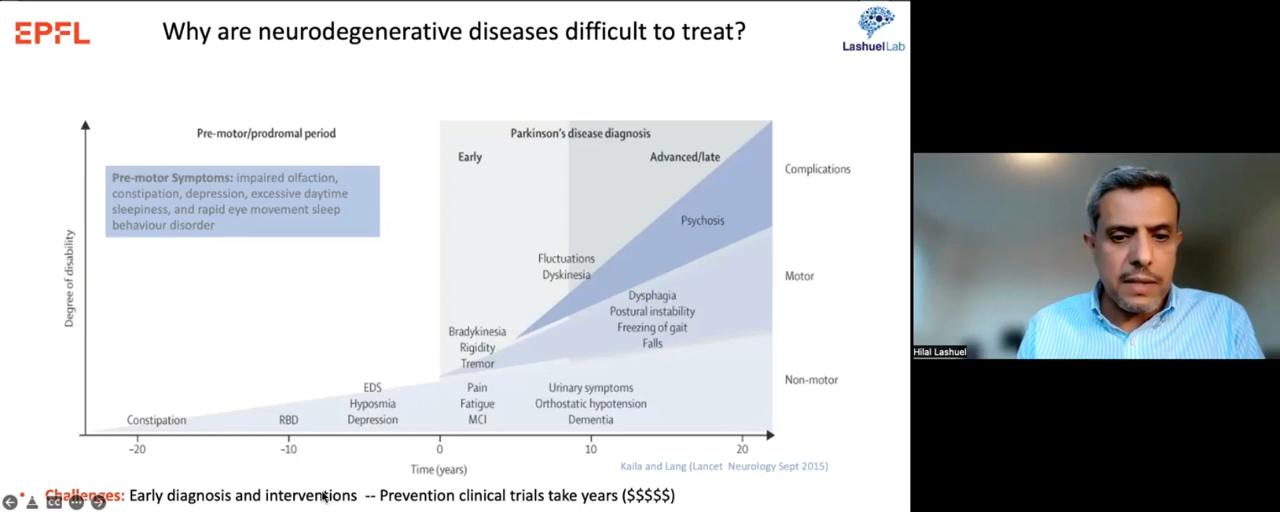 EPFL
Why are neurodegenerative diseases difficult to treat?
LashuelLab
Pre-motor/prodromal period
Parkinson's disease diagnosis
Early
Advanced/late
Complications
Pre-motor Symptoms: impaired olfaction,
constipation, depression, excessive daytime
sleepiness, and rapid eye movement sleep
behaviour disorder
Psychosis
Degree of disability
Fluctuations
Dyskinesia
Motor
Dysphagia
Postural instability
Freezing of gait
Falls
Bradykinesia
Rigidity
Tremor
Non-motor
EDS
Hyposmia
Depression
Pain
Fatigue
MCI
Urinary symptoms
Orthostatic hypotension
Dementia
Constipation
RBD
-20
-10
0
10
20
Time (years)
Kaila and Lang (Lancet Neurology Sept 2015)
• Challenges: Early diagnosis and interventions -- Prevention clinical trials take years ($$$$$)
CC
Hilal Lashuel